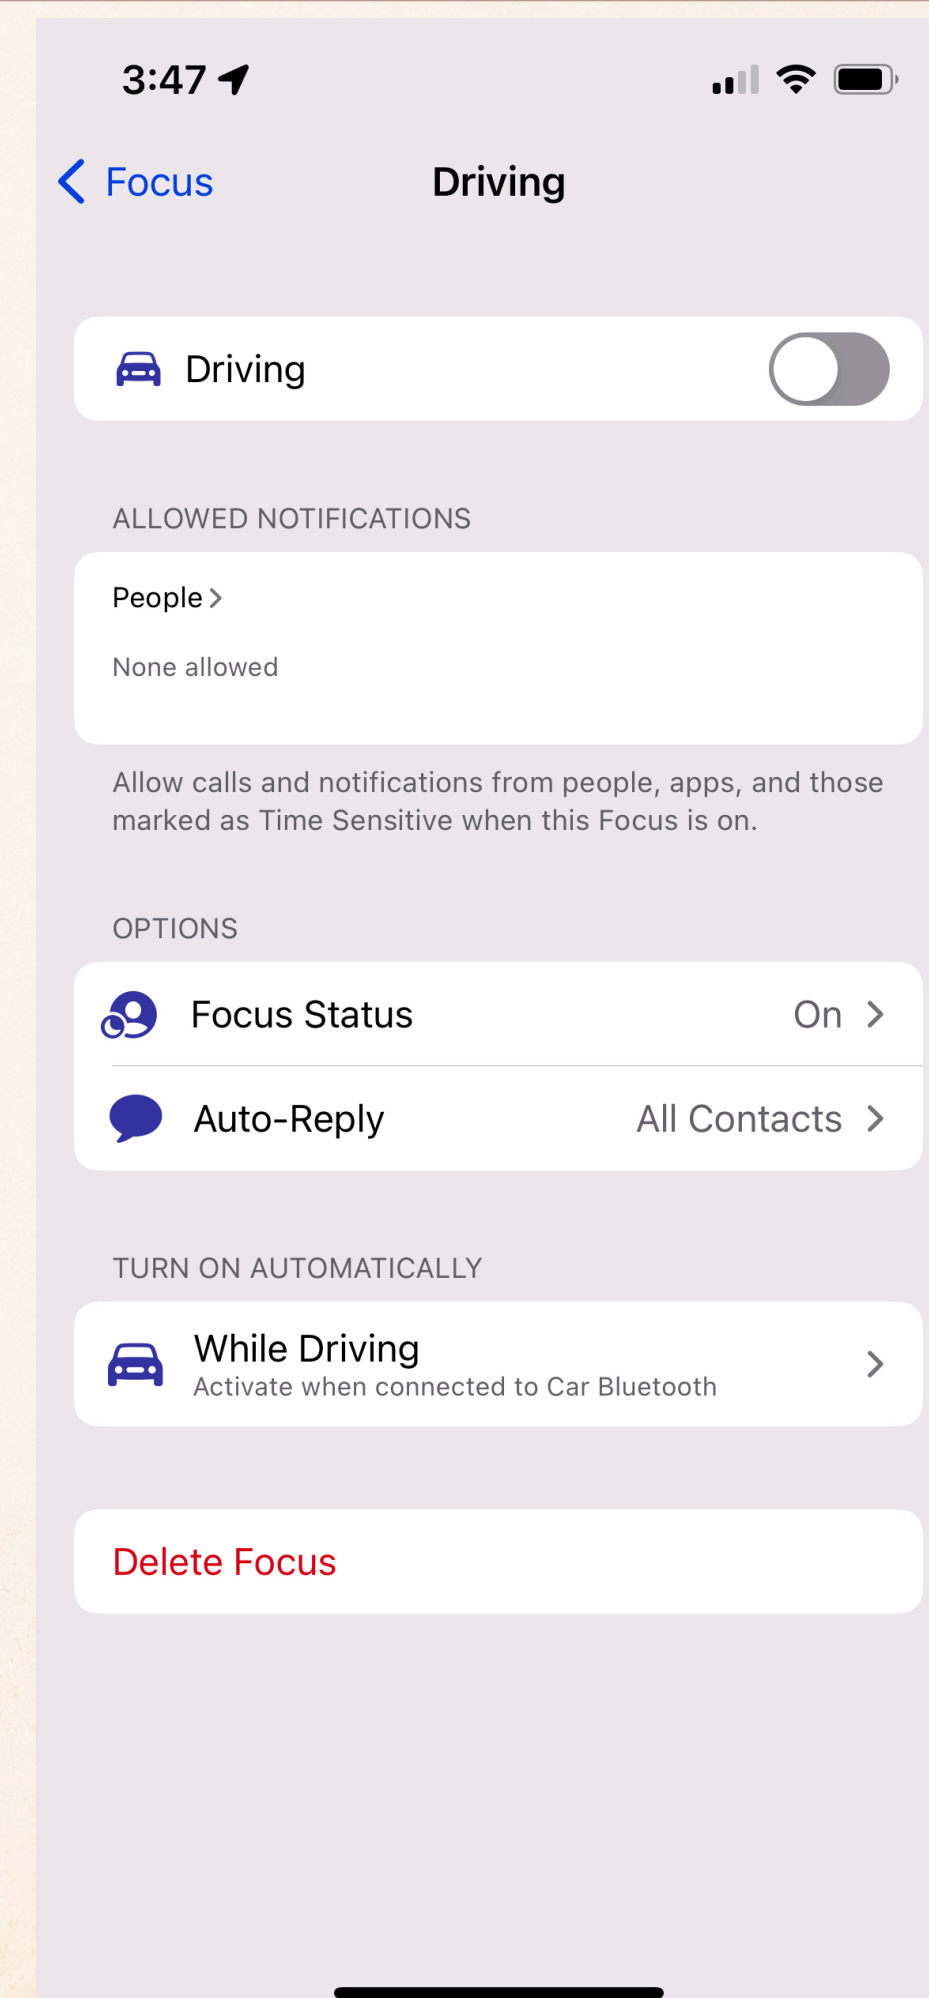 3:47
Focus
Driving
Driving
ALLOWED NOTIFICATIONS
People
None allowed
Allow calls and notifications from people, apps, and those
marked as Time Sensitive when this Focus is on.
OPTIONS
Focus Status On
Auto-Reply All Contacts
TURN ON AUTOMATICALLY
While Driving
Activate when connected to Car Bluetooth
Delete Focus